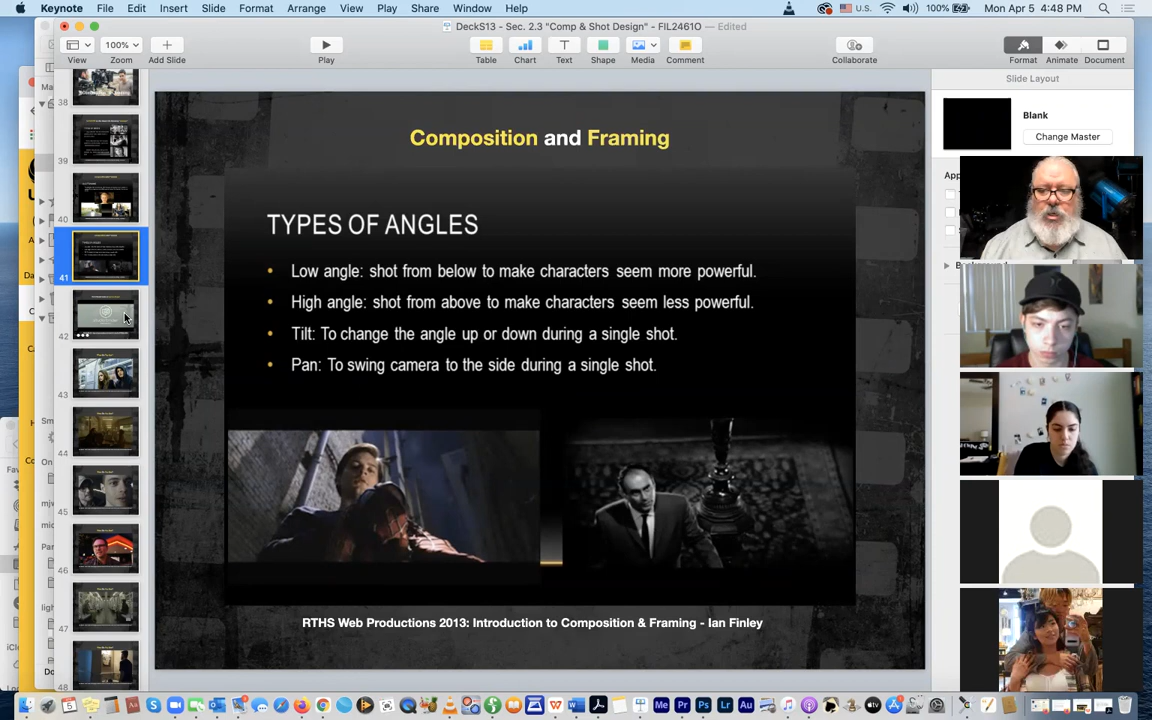 Keynote File Edit Insert Slide Format Arrange View Play Share Window Help U.S. 100% Mon Apr 5 4:48 PM
DeckS13 - Sec. 2.3 "Comp & Shot Design" - FIL2461O — Edited
100%
View Zoom Add Slide Play Table Chart Text Shape Media Comment Collaborate Format Animate Document
Slide Layout
Blank
Change Master
38
39
40
41
42
43
44
45
46
47
48
Composition and Framing
TYPES OF ANGLES
• Low angle: shot from below to make characters seem more powerful.
• High angle: shot from above to make characters seem less powerful.
• Tilt: To change the angle up or down during a single shot.
• Pan: To swing camera to the side during a single shot.
RTHS Web Productions 2013: Introduction to Composition & Framing - Ian Finley